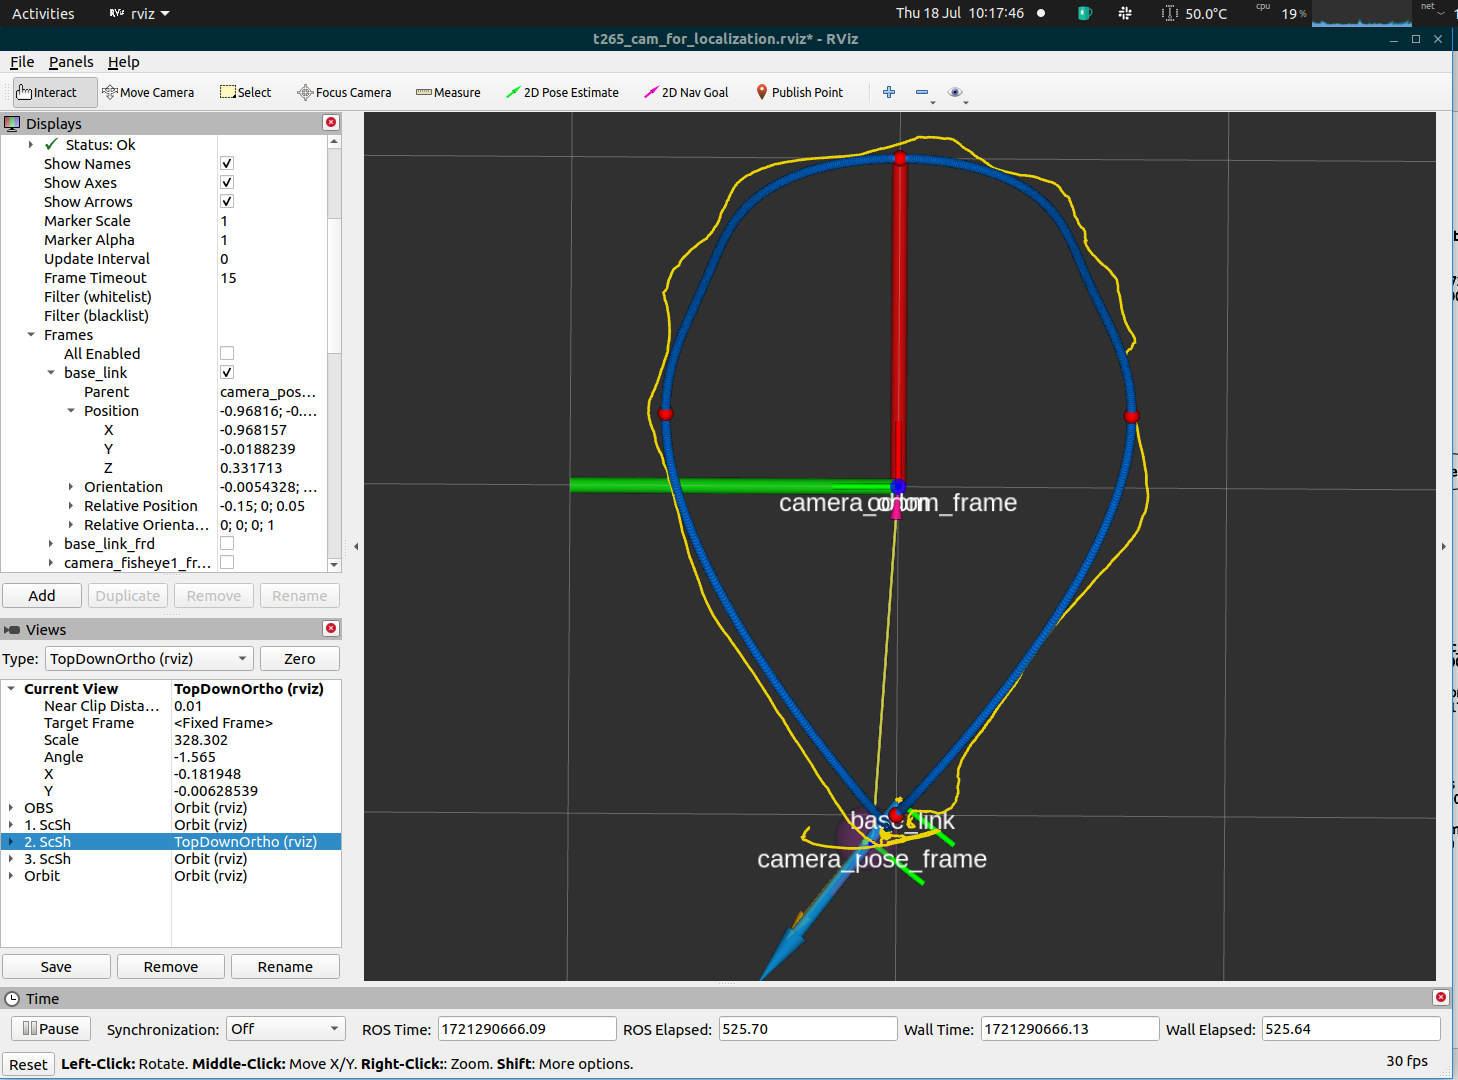 Activities
rviz
Thu 18 Jul 10:17:46
50.0°C
cpu
19 %
net
t265_cam_for_localization.rviz* - RViz
File Panels Help
Interact
Move Camera
Select
Focus Camera
Measure
2D Pose Estimate
2D Nav Goal
Publish Point
Displays
Status: Ok
Show Names
Show Axes
Show Arrows
Marker Scale 1
Marker Alpha 1
Update Interval 0
Frame Timeout 15
Filter (whitelist)
Filter (blacklist)
Frames
All Enabled
base_link
Parent camera_pos...
Position -0.96816; -0....
X -0.968157
Y -0.0188239
Z 0.331713
Orientation -0.0054328; ...
Relative Position -0.15; 0; 0.05
Relative Orienta... 0; 0; 0; 1
base_link_frd
camera_fisheye1_fr...
Add Duplicate Remove Rename
Views
Type: TopDownOrtho (rviz) Zero
Current View TopDownOrtho (rviz)
Near Clip Dista... 0.01
Target Frame <Fixed Frame>
Scale 328.302
Angle -1.565
X -0.181948
Y -0.00628539
OBS Orbit (rviz)
1. ScSh Orbit (rviz)
2. ScSh TopDownOrtho (rviz)
3. ScSh Orbit (rviz)
Orbit Orbit (rviz)
Save Remove Rename
camera_odom_frame
base_link
camera_pose_frame
Time
Pause Synchronization: Off ROS Time: 1721290666.09 ROS Elapsed: 525.70 Wall Time: 1721290666.13 Wall Elapsed: 525.64
Reset Left-Click: Rotate. Middle-Click: Move X/Y. Right-Click:: Zoom. Shift: More options. 30 fps